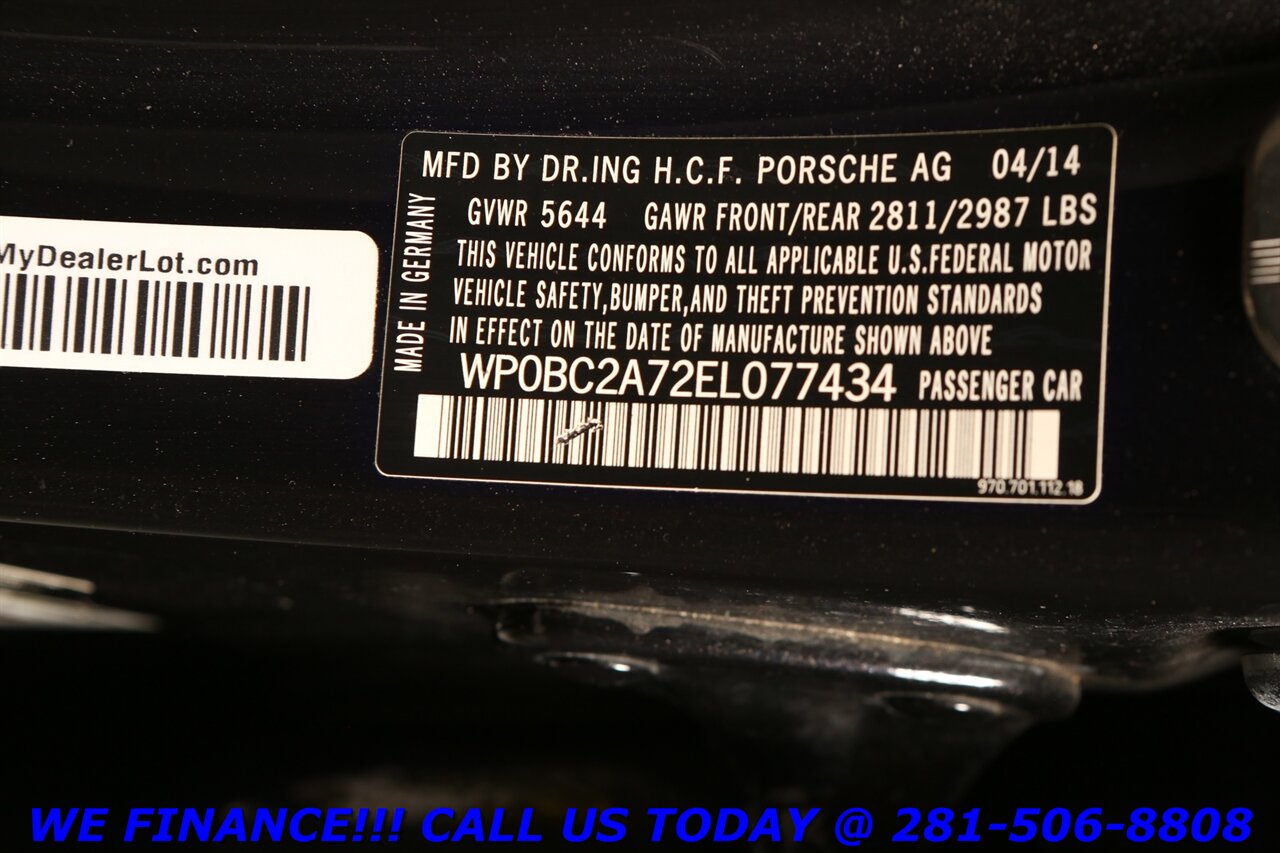 MyDealerLot.com
MADE IN GERMANY
MFD BY DR.ING H.C.F. PORSCHE AG 04/14
GVWR 5644 GAWR FRONT/REAR 2811/2987 LBS
THIS VEHICLE CONFORMS TO ALL APPLICABLE U.S.FEDERAL MOTOR
VEHICLE SAFETY,BUMPER,AND THEFT PREVENTION STANDARDS
IN EFFECT ON THE DATE OF MANUFACTURE SHOWN ABOVE
WP0BC2A72EL077434 PASSENGER CAR
970.701.112.18
WE FINANCE!!! CALL US TODAY @ 281-506-8808